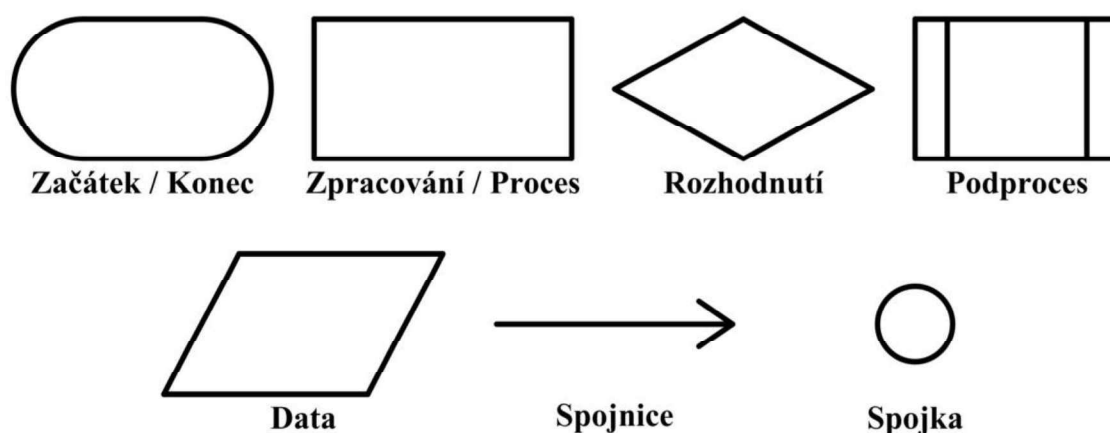 Začátek / Konec Zpracování / Proces Rozhodnutí Podproces
Data Spojnice Spojka